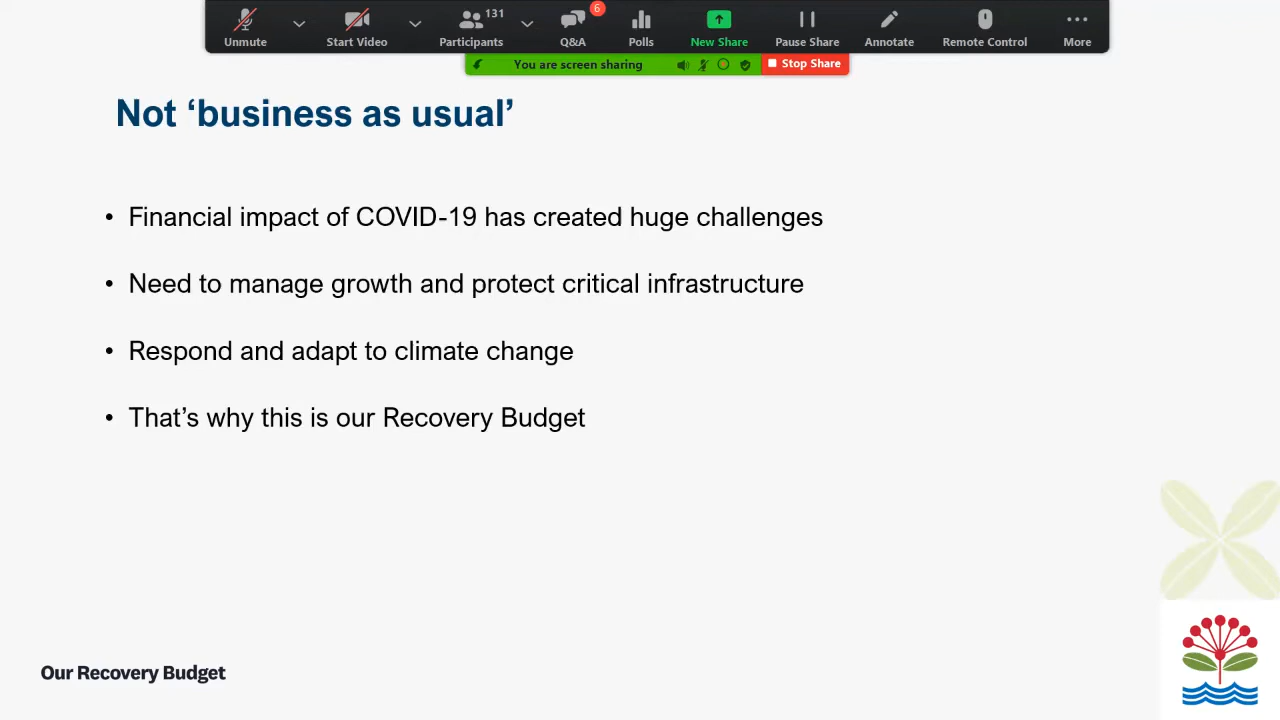 131
6
Unmute
Start Video
Participants
Q&A
Polls
New Share
Pause Share
Annotate
Remote Control
More
You are screen sharing
Stop Share
Not ‘business as usual’
• Financial impact of COVID-19 has created huge challenges
• Need to manage growth and protect critical infrastructure
• Respond and adapt to climate change
• That’s why this is our Recovery Budget
Our Recovery Budget